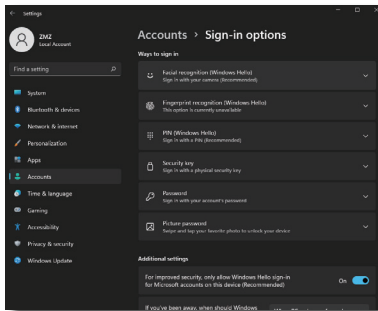 Settings
ZMZ
Local Account
Find a setting
System
Bluetooth & devices
Network & internet
Personalization
Apps
Accounts
Time & language
Gaming
Accessibility
Privacy & security
Windows Update
Accounts > Sign-in options
Ways to sign in
Facial recognition (Windows Hello)
Sign in with your camera (Recommended)
Fingerprint recognition (Windows Hello)
This option is currently unavailable
PIN (Windows Hello)
Sign in with a PIN (Recommended)
Security key
Sign in with a physical security key
Password
Sign in with your account's password
Picture password
Swipe and tap your favorite photo to unlock your device
Additional settings
For improved security, only allow Windows Hello sign-in
for Microsoft accounts on this device (Recommended)
On
If you've been away, when should Windows